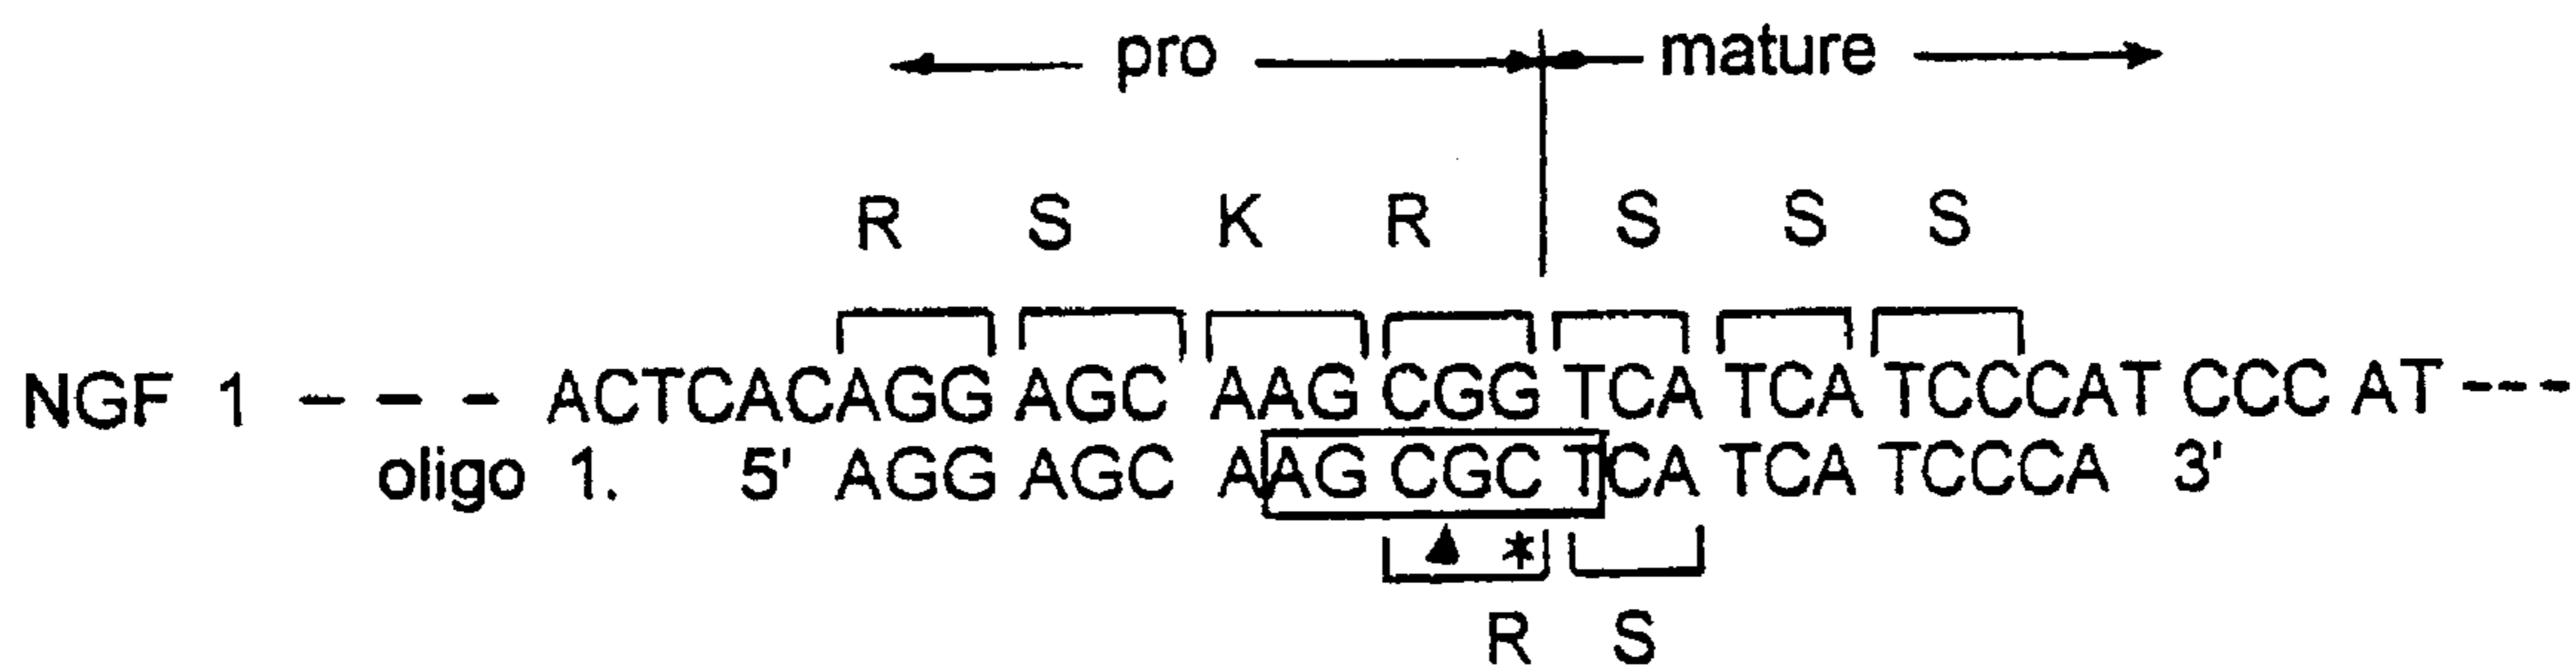 pro mature
R S K R S S S
NGF 1 - - - ACTCACAGG AGC AAG CGG TCA TCA TCCCAT CCC AT ---
oligo 1. 5' AGG AGC AAG CGC TCA TCA TCCCA 3'
*
R S